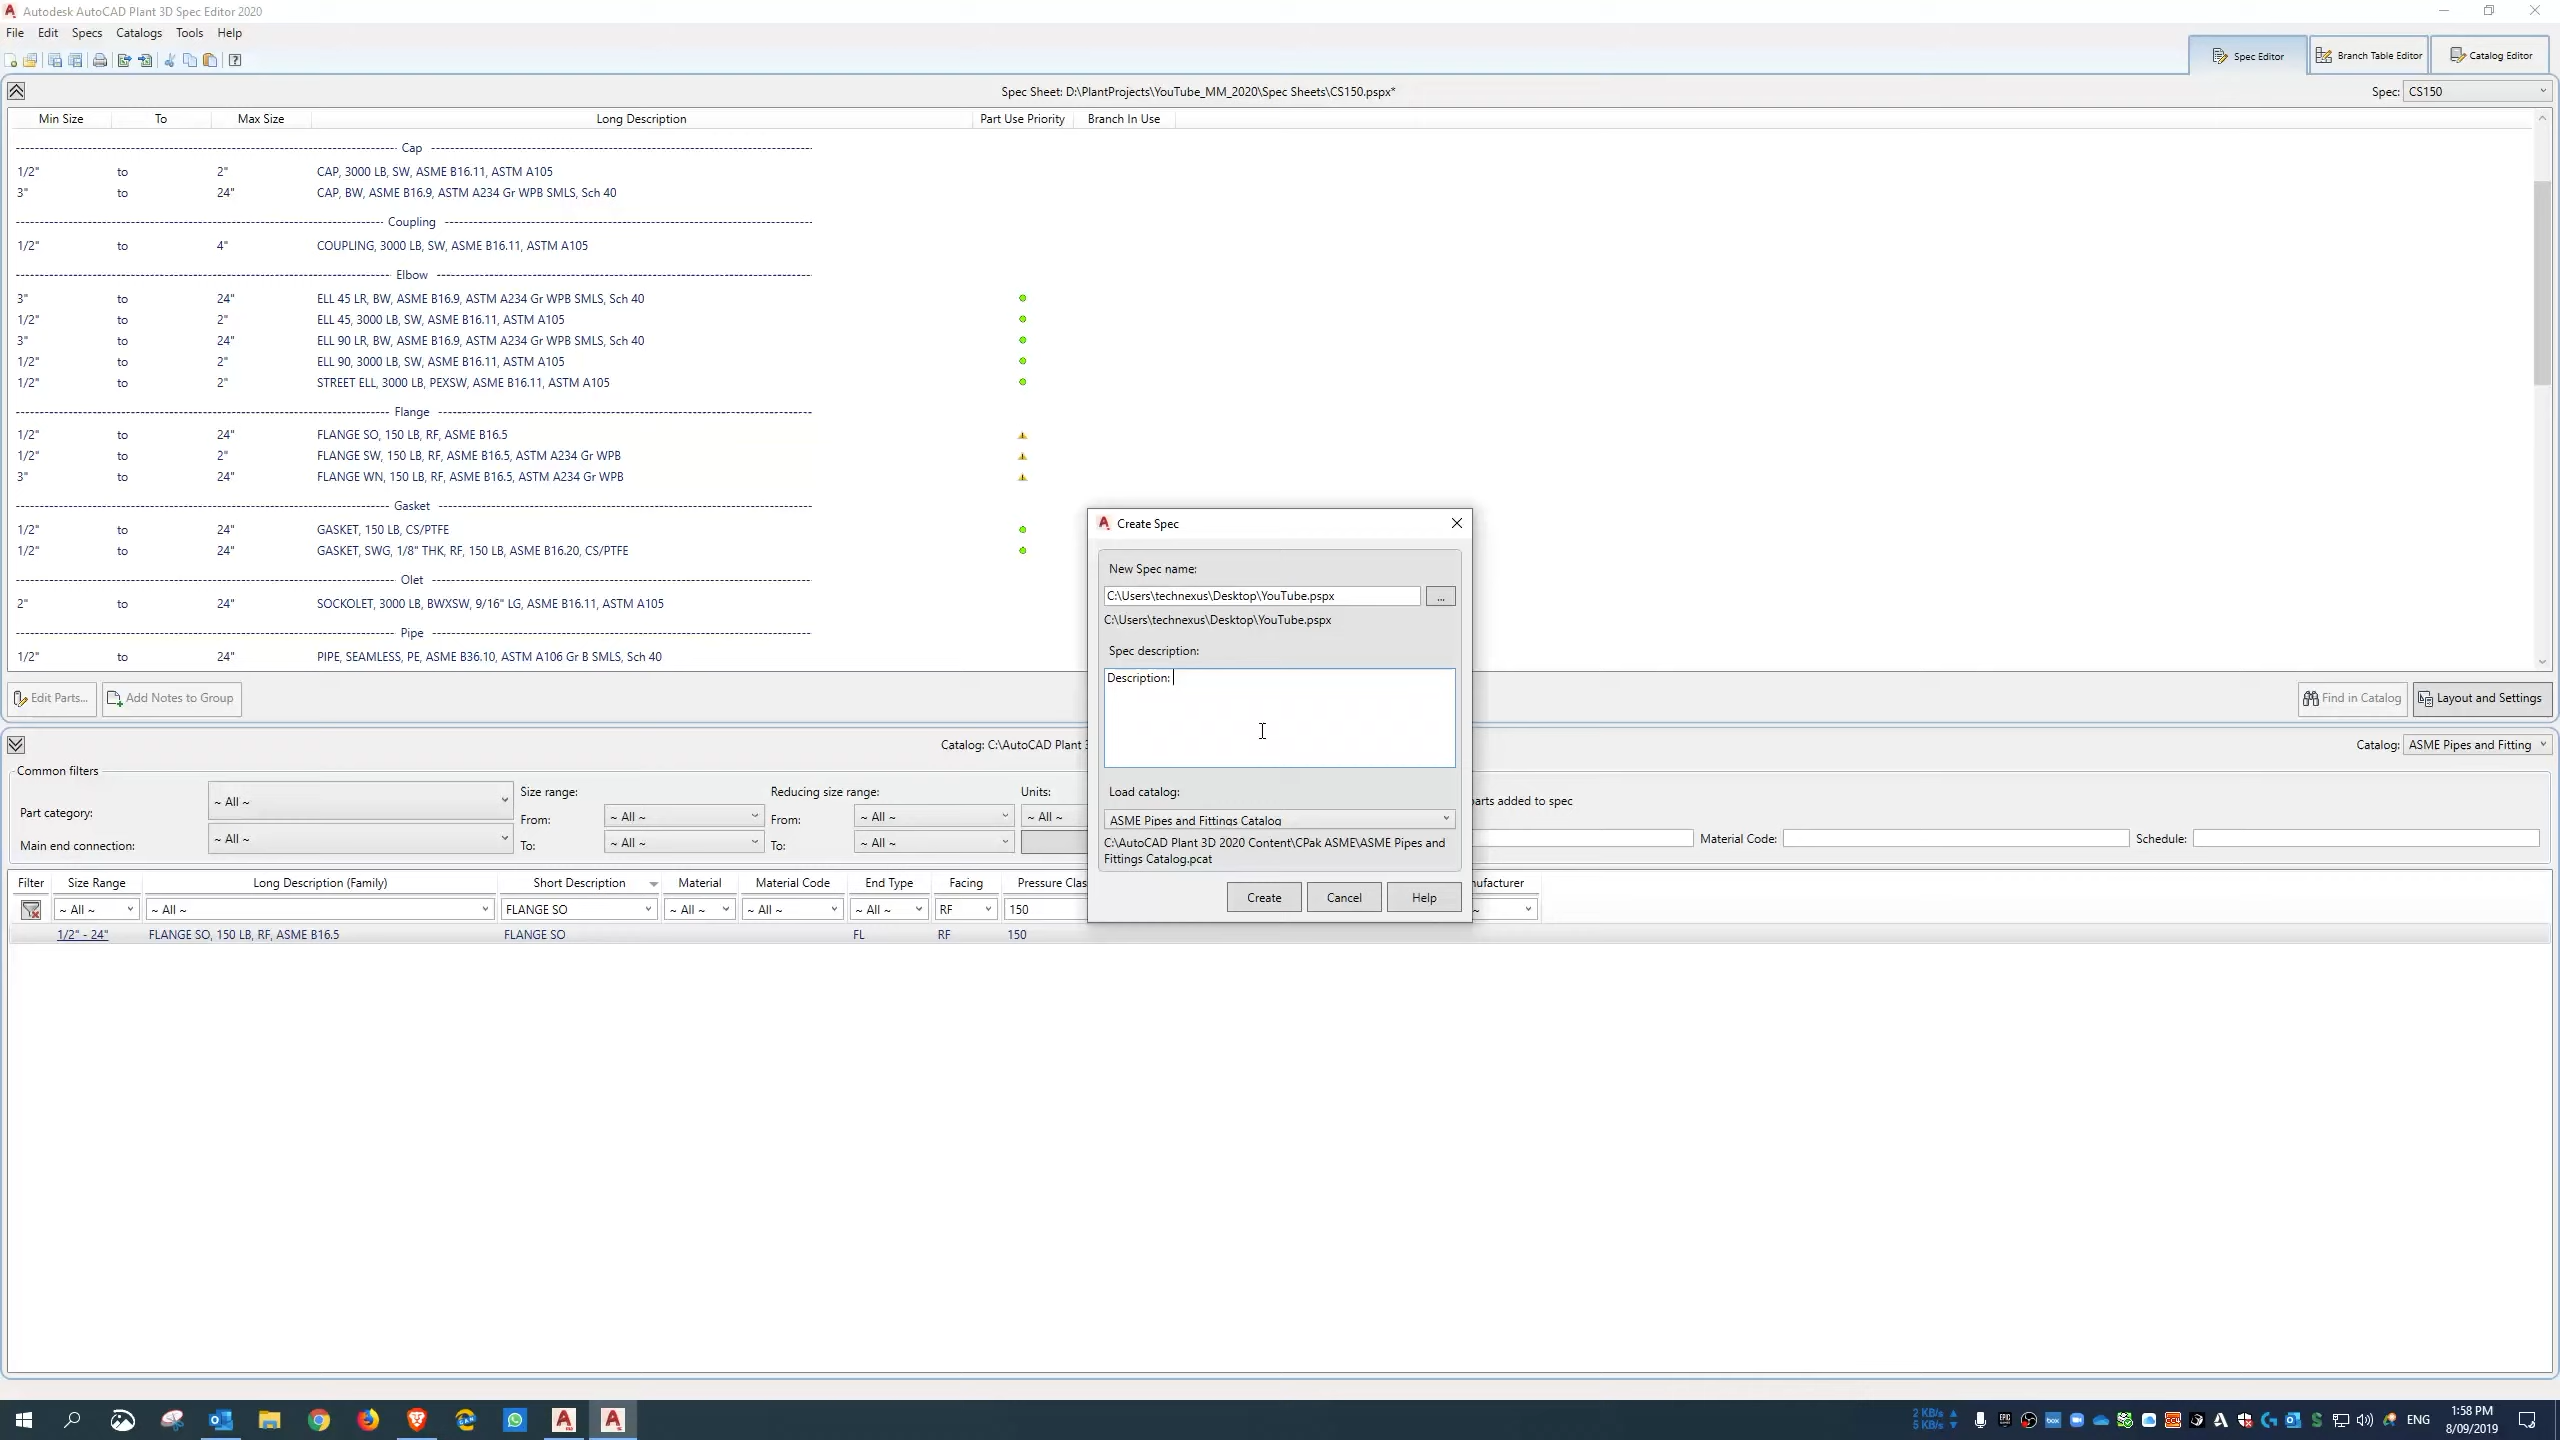 Autodesk AutoCAD Plant 3D Spec Editor 2020
File Edit Specs Catalogs Tools Help
Spec Editor Branch Table Editor Catalog Editor
Spec Sheet: D:\PlantProjects\YouTube_MM_2020\Spec Sheets\CS150.pspx*
Spec: CS150
Min Size To Max Size Long Description Part Use Priority Branch In Use
Cap
1/2" to 2" CAP, 3000 LB, SW, ASME B16.11, ASTM A105
3" to 24" CAP, BW, ASME B16.9, ASTM A234 Gr WPB SMLS, Sch 40
Coupling
1/2" to 4" COUPLING, 3000 LB, SW, ASME B16.11, ASTM A105
Elbow
3" to 24" ELL 45 LR, BW, ASME B16.9, ASTM A234 Gr WPB SMLS, Sch 40
1/2" to 2" ELL 45, 3000 LB, SW, ASME B16.11, ASTM A105
3" to 24" ELL 90 LR, BW, ASME B16.9, ASTM A234 Gr WPB SMLS, Sch 40
1/2" to 2" ELL 90, 3000 LB, SW, ASME B16.11, ASTM A105
1/2" to 2" STREET ELL, 3000 LB, PEXSW, ASME B16.11, ASTM A105
Flange
1/2" to 24" FLANGE SO, 150 LB, RF, ASME B16.5
1/2" to 2" FLANGE SW, 150 LB, RF, ASME B16.5, ASTM A234 Gr WPB
3" to 24" FLANGE WN, 150 LB, RF, ASME B16.5, ASTM A234 Gr WPB
Gasket
1/2" to 24" GASKET, 150 LB, CS/PTFE
1/2" to 24" GASKET, SWG, 1/8" THK, RF, 150 LB, ASME B16.20, CS/PTFE
Olet
2" to 24" SOCKOLET, 3000 LB, BWXSW, 9/16" LG, ASME B16.11, ASTM A105
Pipe
1/2" to 24" PIPE, SEAMLESS, PE, ASME B36.10, ASTM A106 Gr B SMLS, Sch 40
Edit Parts... Add Notes to Group Find in Catalog Layout and Settings
Create Spec
New Spec name:
C:\Users\technexus\Desktop\YouTube.pspx ...
C:\Users\technexus\Desktop\YouTube.pspx
Spec description:
Description:
Load catalog:
ASME Pipes and Fittings Catalog
C:\AutoCAD Plant 3D 2020 Content\CPak ASME\ASME Pipes and
Fittings Catalog.pcat
Create Cancel Help
Catalog: C:\AutoCAD Plant 3 Catalog: ASME Pipes and Fitting
Common filters
Part category: ~ All ~
Main end connection: ~ All ~
Size range:
From: ~ All ~
To: ~ All ~
Reducing size range:
From: ~ All ~
To: ~ All ~
Units:
~ All ~
arts added to spec
Material Code: Schedule:
Filter Size Range Long Description (Family) Short Description Material Material Code End Type Facing Pressure Clas ufacturer
~ All ~ ~ All ~ FLANGE SO ~ All ~ ~ All ~ ~ All ~ RF 150 ~
1/2" - 24" FLANGE SO, 150 LB, RF, ASME B16.5 FLANGE SO FL RF 150
2 KB/s
5 KB/s
ENG
1:58 PM
8/09/2019